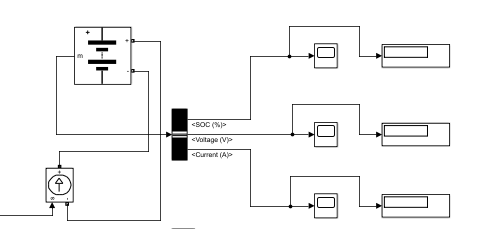 +
+
m
-
<SOC (%)>
<Voltage (V)>
<Current (A)>
+
s
-